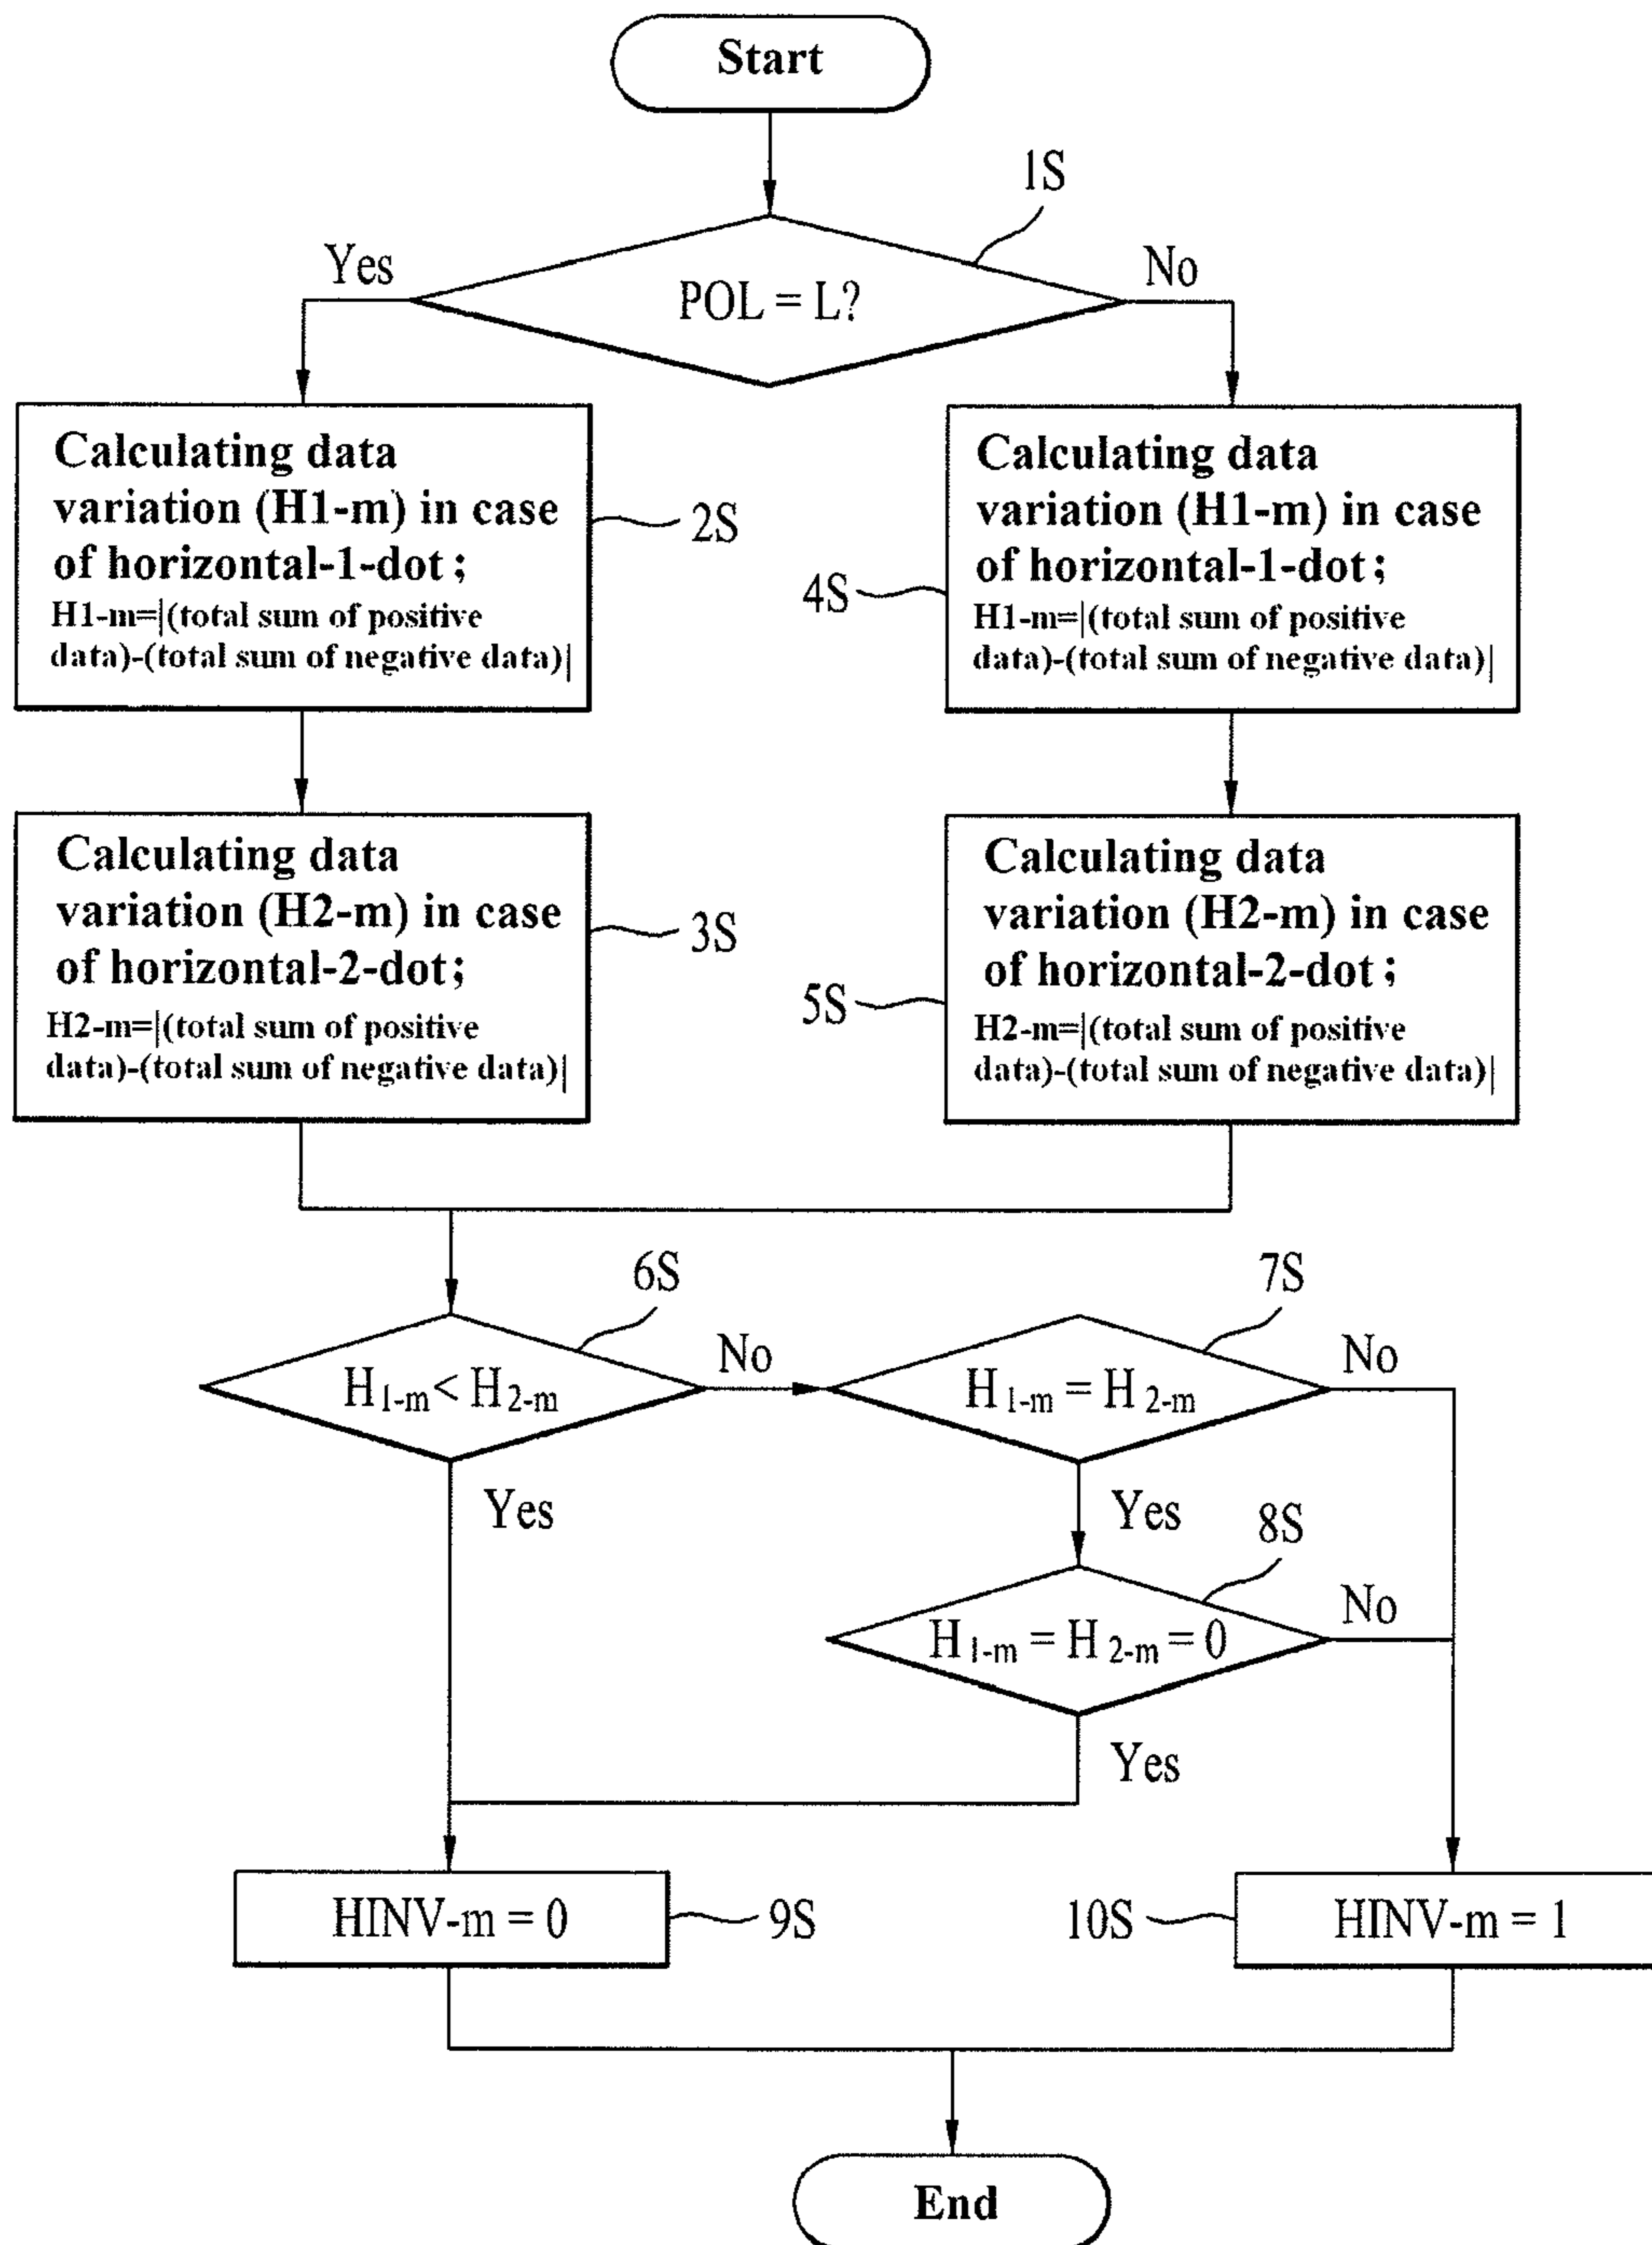 Start
1S
Yes
No
POL = L?
Calculating data
variation (H1-m) in case
of horizontal-1-dot;
H1-m=|(total sum of positive
data)-(total sum of negative data)|
2S
Calculating data
variation (H1-m) in case
of horizontal-1-dot;
H1-m=|(total sum of positive
data)-(total sum of negative data)|
4S
Calculating data
variation (H2-m) in case
of horizontal-2-dot;
H2-m=|(total sum of positive
data)-(total sum of negative data)|
3S
Calculating data
variation (H2-m) in case
of horizontal-2-dot;
H2-m=|(total sum of positive
data)-(total sum of negative data)|
5S
6S
7S
H1-m < H2-m
No
H1-m = H2-m
No
Yes
Yes
8S
H1-m = H2-m = 0
No
Yes
HINV-m = 0
9S
10S
HINV-m = 1
End